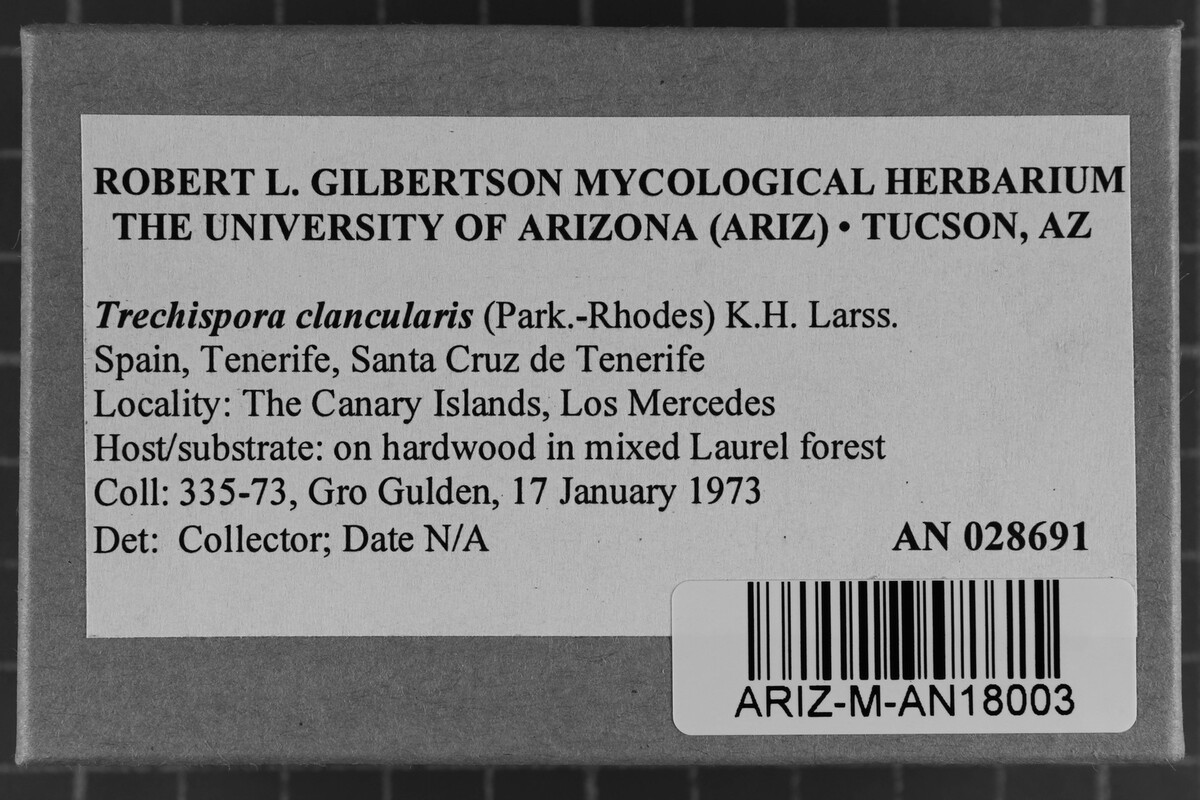 ROBERT L. GILBERTSON MYCOLOGICAL HERBARIUM
THE UNIVERSITY OF ARIZONA (ARIZ) • TUCSON, AZ
Trechispora clancularis (Park.-Rhodes) K.H. Larss.
Spain, Tenerife, Santa Cruz de Tenerife
Locality: The Canary Islands, Los Mercedes
Host/substrate: on hardwood in mixed Laurel forest
Coll: 335-73, Gro Gulden, 17 January 1973
Det: Collector; Date N/A AN 028691
ARIZ-M-AN18003